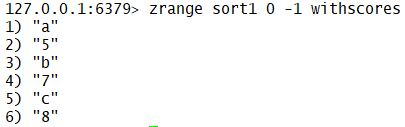 127.0.0.1:6379> zrange sort1 0 -1 withscores
1) "a"
2) "5"
3) "b"
4) "7"
5) "c"
6) "8"